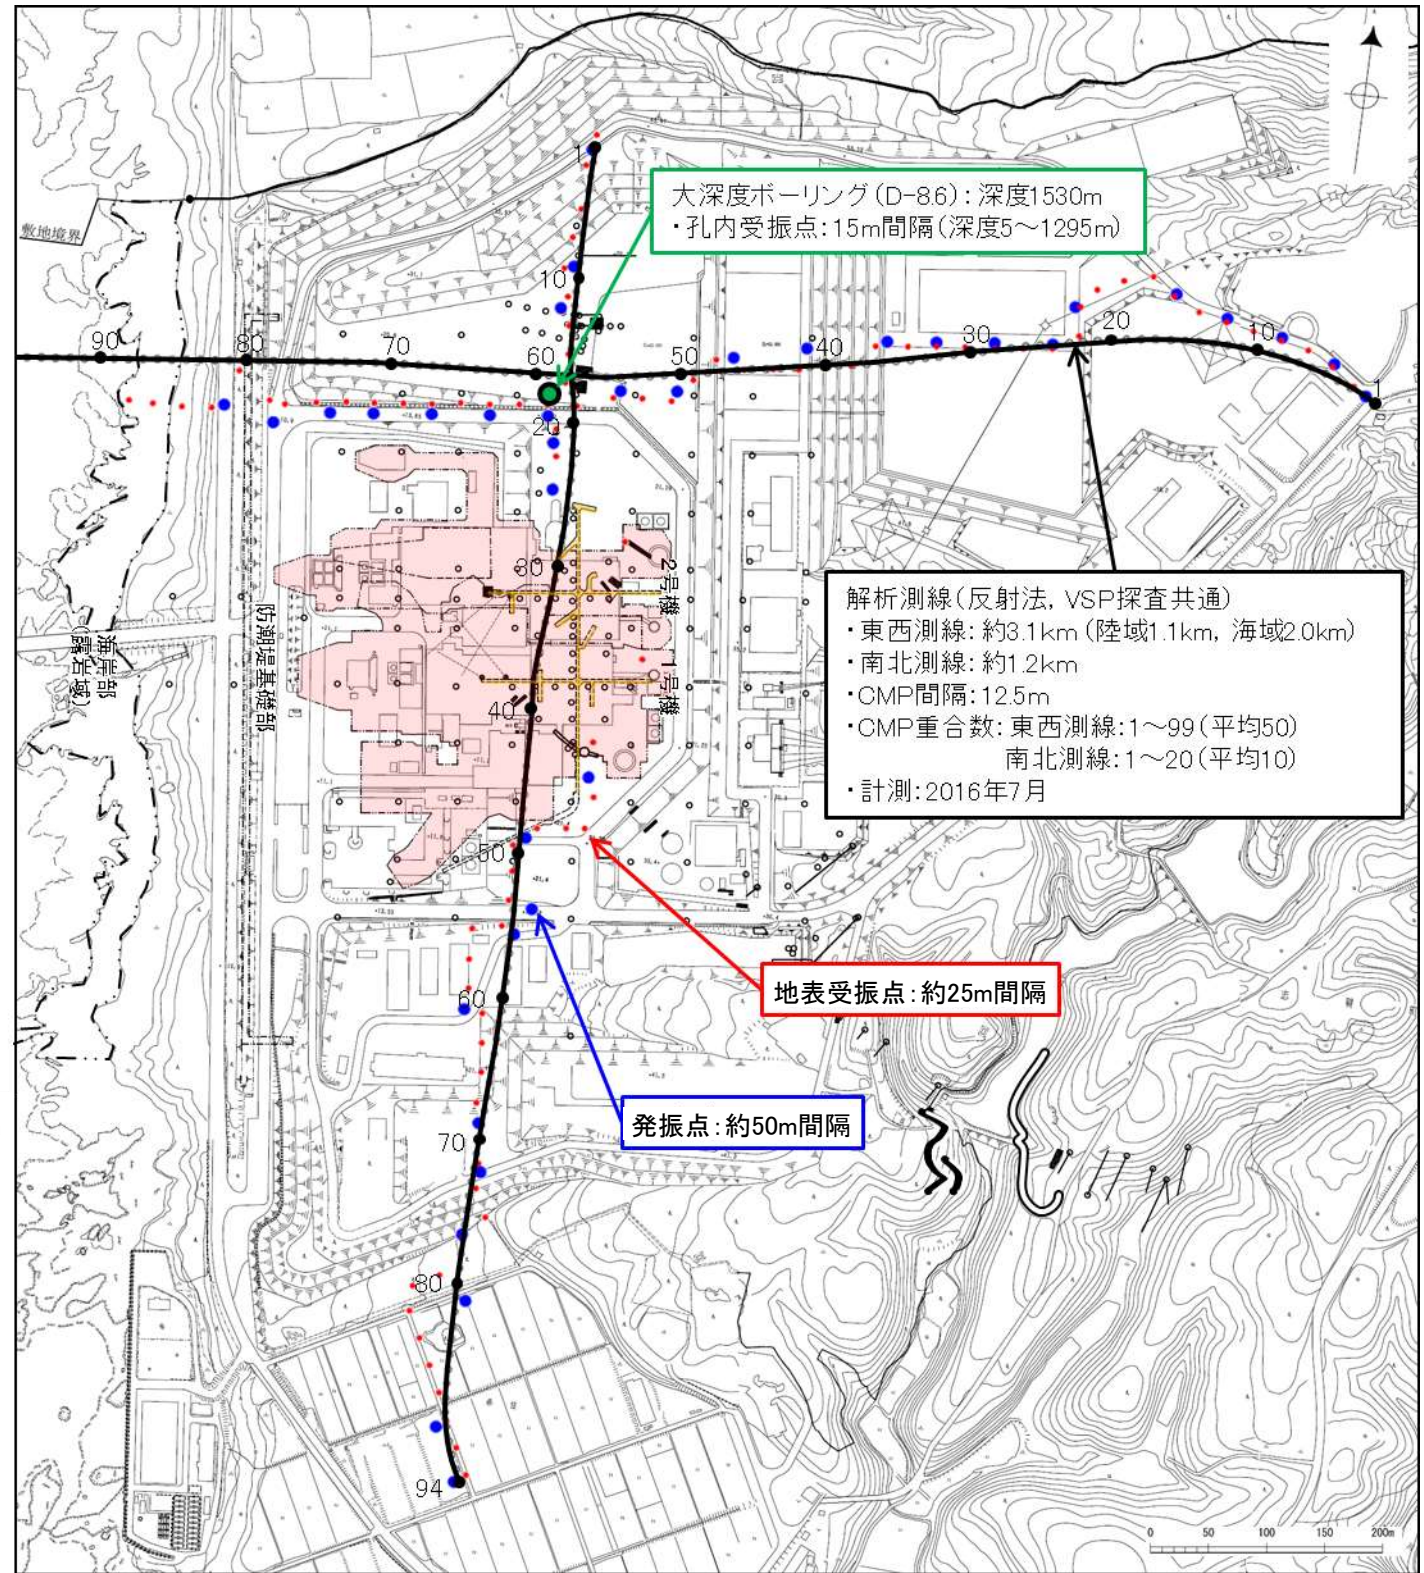 敷地境界
大深度ボーリング(D-8.6):深度1530m
・孔内受振点:15m間隔(深度5～1295m)
1
10
20
30
40
50
60
70
80
94
90
80
70
60
50
40
30
20
10
1
2号機
1号機
防潮堤基礎部
海岸部
(露岩域)
解析測線(反射法, VSP探査共通)
・東西測線:約3.1km (陸域1.1km, 海域2.0km)
・南北測線:約1.2km
・CMP間隔:12.5m
・CMP重合数:東西測線:1～99(平均50)
南北測線:1～20(平均10)
・計測:2016年7月
地表受振点:約25m間隔
発振点:約50m間隔
0 50 100 150 200m